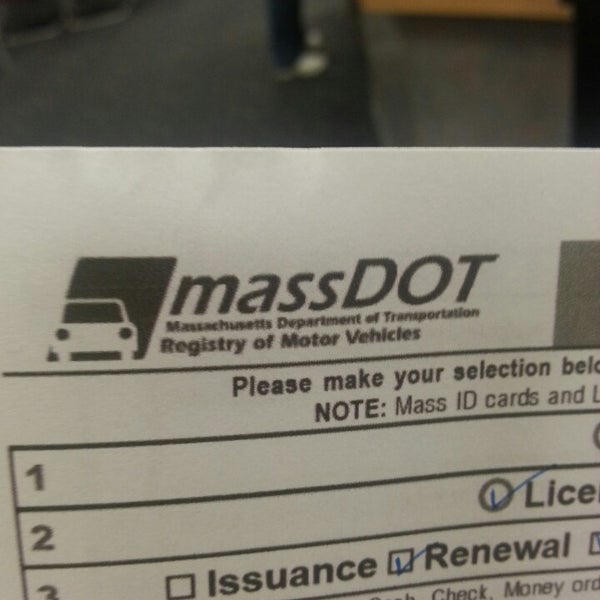 massDOT
Massachusetts Department of Transportation
Registry of Motor Vehicles
Please make your selection
NOTE: Mass ID cards and
1
2
3
Issuance Renewal
Check, Money